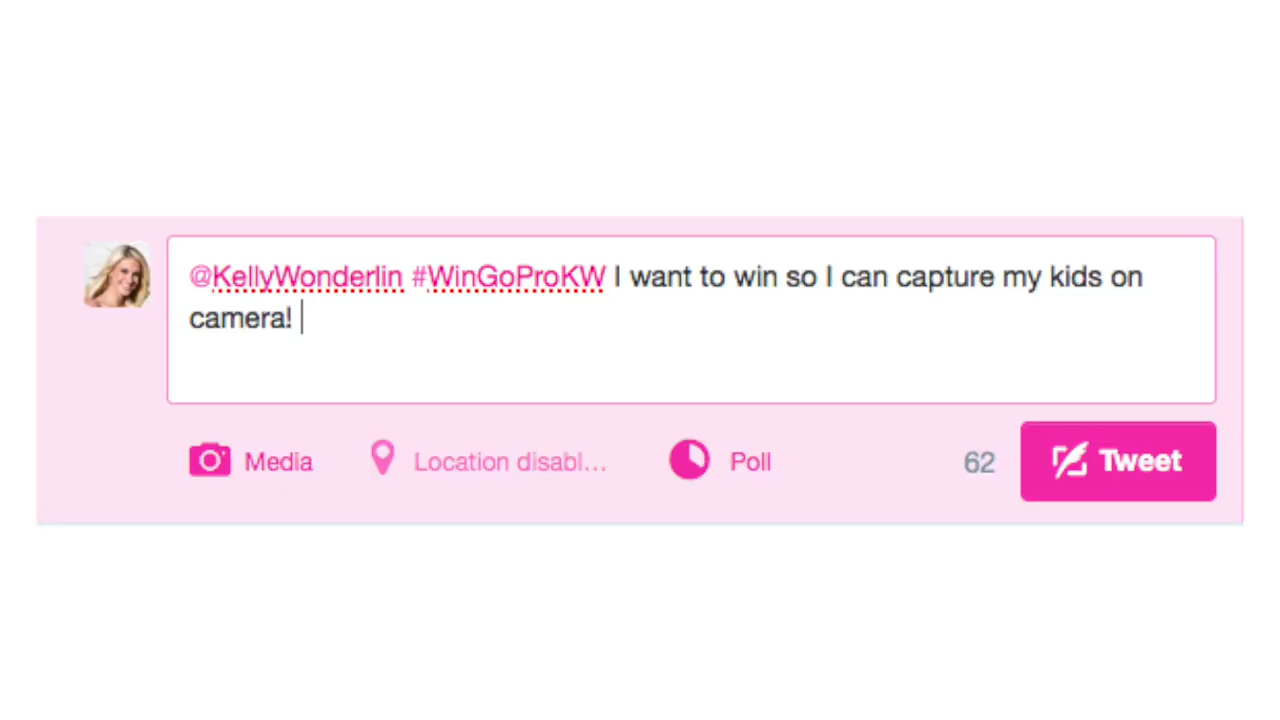 @KellyWonderlin #WinGoProKW I want to win so I can capture my kids on
camera!
Media Location disabl... Poll 62 Tweet